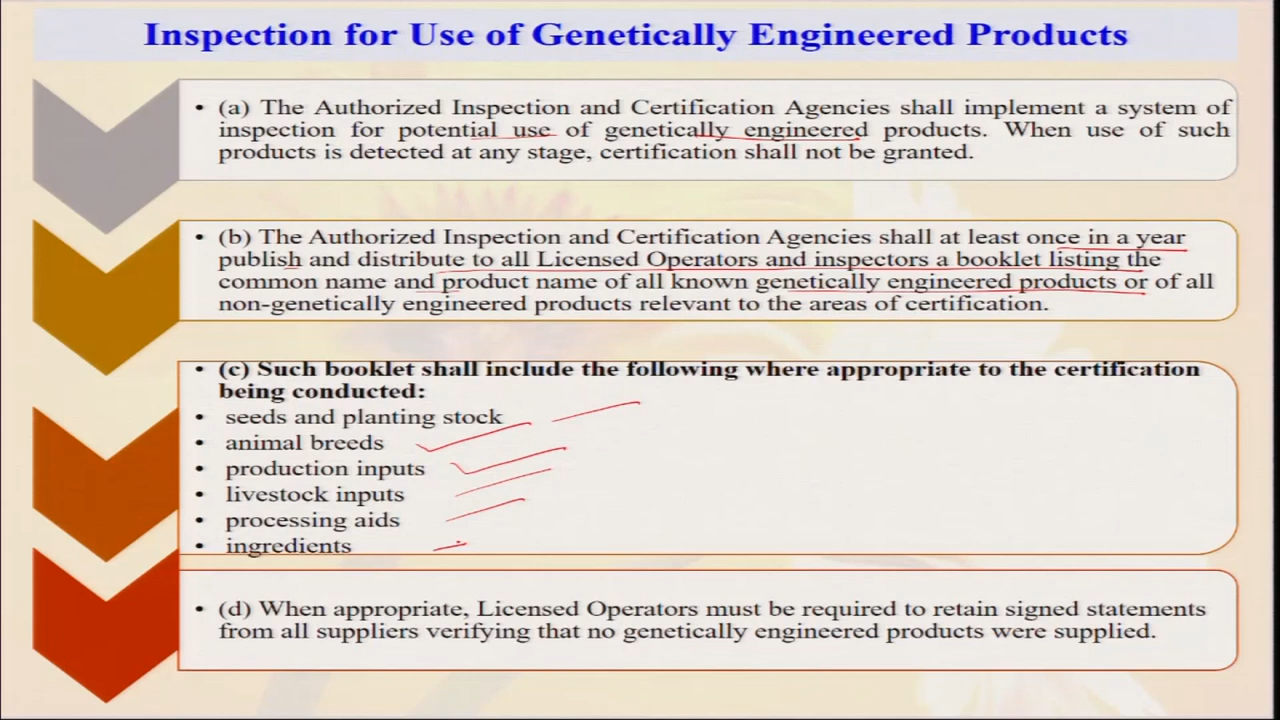 Inspection for Use of Genetically Engineered Products
• (a) The Authorized Inspection and Certification Agencies shall implement a system of
inspection for potential use of genetically engineered products. When use of such
products is detected at any stage, certification shall not be granted.
• (b) The Authorized Inspection and Certification Agencies shall at least once in a year
publish and distribute to all Licensed Operators and inspectors a booklet listing the
common name and product name of all known genetically engineered products or of all
non-genetically engineered products relevant to the areas of certification.
• (c) Such booklet shall include the following where appropriate to the certification
being conducted:
• seeds and planting stock
• animal breeds
• production inputs
• livestock inputs
• processing aids
• ingredients
• (d) When appropriate, Licensed Operators must be required to retain signed statements
from all suppliers verifying that no genetically engineered products were supplied.